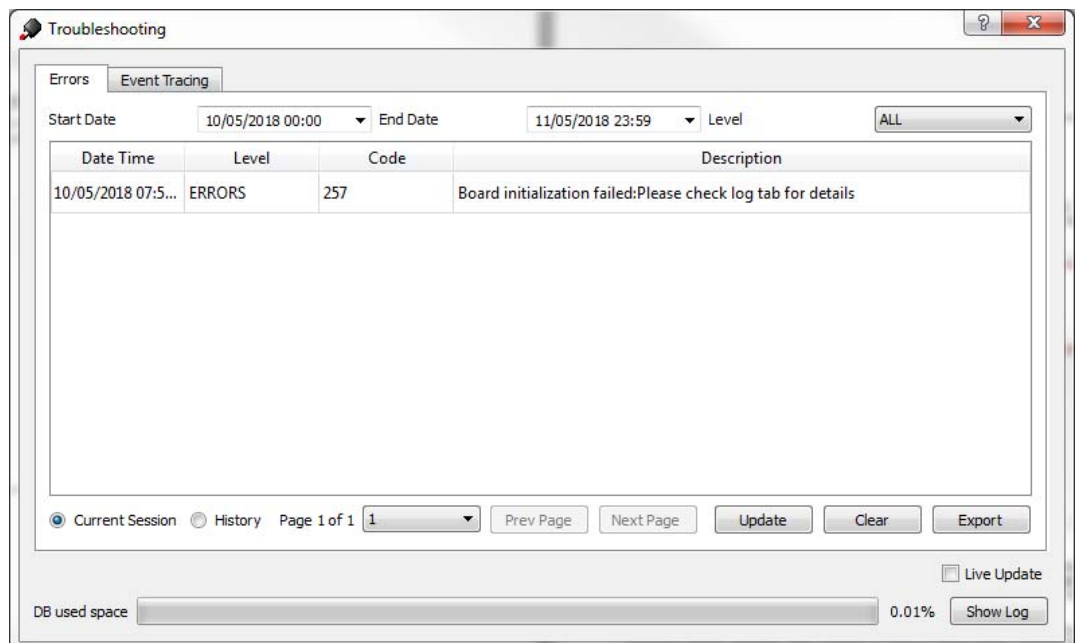 Troubleshooting
Errors Event Tracing
Start Date 10/05/2018 00:00 End Date 11/05/2018 23:59 Level ALL
Date Time Level Code Description
10/05/2018 07:5... ERRORS 257 Board initialization failed:Please check log tab for details
Current Session History Page 1 of 1 1 Prev Page Next Page Update Clear Export
Live Update
DB used space 0.01% Show Log